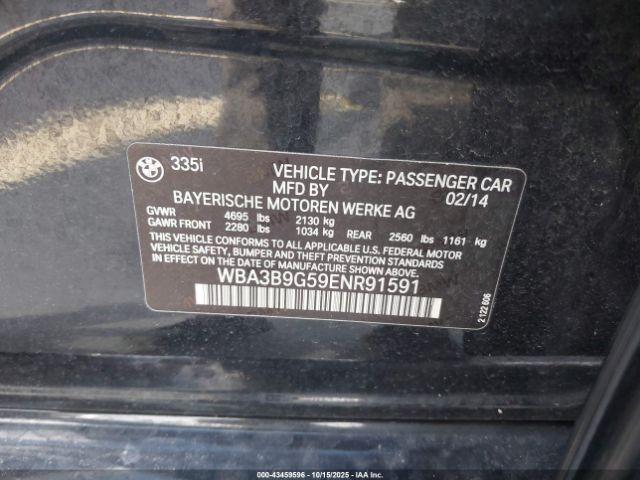 BMW
335i
VEHICLE TYPE: PASSENGER CAR
MFD BY 02/14
BAYERISCHE MOTOREN WERKE AG
GVWR 4695 lbs 2130 kg
GAWR FRONT 2280 lbs 1034 kg REAR 2560 lbs 1161 kg
THIS VEHICLE CONFORMS TO ALL APPLICABLE U.S. FEDERAL MOTOR
VEHICLE SAFETY, BUMPER AND THEFT PREVENTION STANDARDS
IN EFFECT ON THE DATE OF MANUFACTURE SHOWN ABOVE.
WBA3B9G59ENR91591
2 122 606
000-43459596 - 10/15/2025 - IAAI - COPART